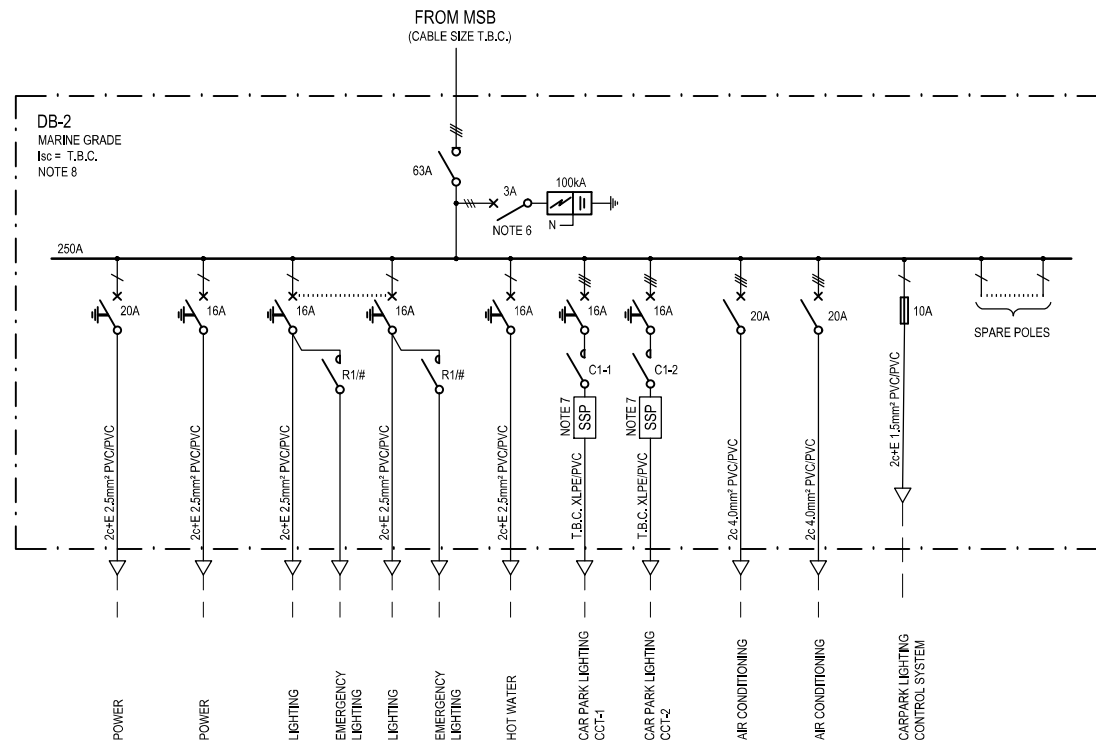 FROM MSB
(CABLE SIZE T.B.C.)
DB-2
MARINE GRADE
Isc = T.B.C.
NOTE 8
63A
3A
100kA
NOTE 6
N
250A
20A
16A
16A
16A
16A
16A
16A
20A
20A
10A
SPARE POLES
R1/#
R1/#
C1-1
C1-2
NOTE 7
SSP
NOTE 7
SSP
2c+E 2.5mm² PVC/PVC
2c+E 2.5mm² PVC/PVC
2c+E 2.5mm² PVC/PVC
2c+E 2.5mm² PVC/PVC
2c+E 2.5mm² PVC/PVC
T.B.C. XLPE/PVC
T.B.C. XLPE/PVC
2c 4.0mm² PVC/PVC
2c 4.0mm² PVC/PVC
2c+E 1.5mm² PVC/PVC
POWER
POWER
LIGHTING
EMERGENCY
LIGHTING
LIGHTING
EMERGENCY
LIGHTING
HOT WATER
CAR PARK LIGHTING
CCT-1
CAR PARK LIGHTING
CCT-2
AIR CONDITIONING
AIR CONDITIONING
CARPARK LIGHTING
CONTROL SYSTEM